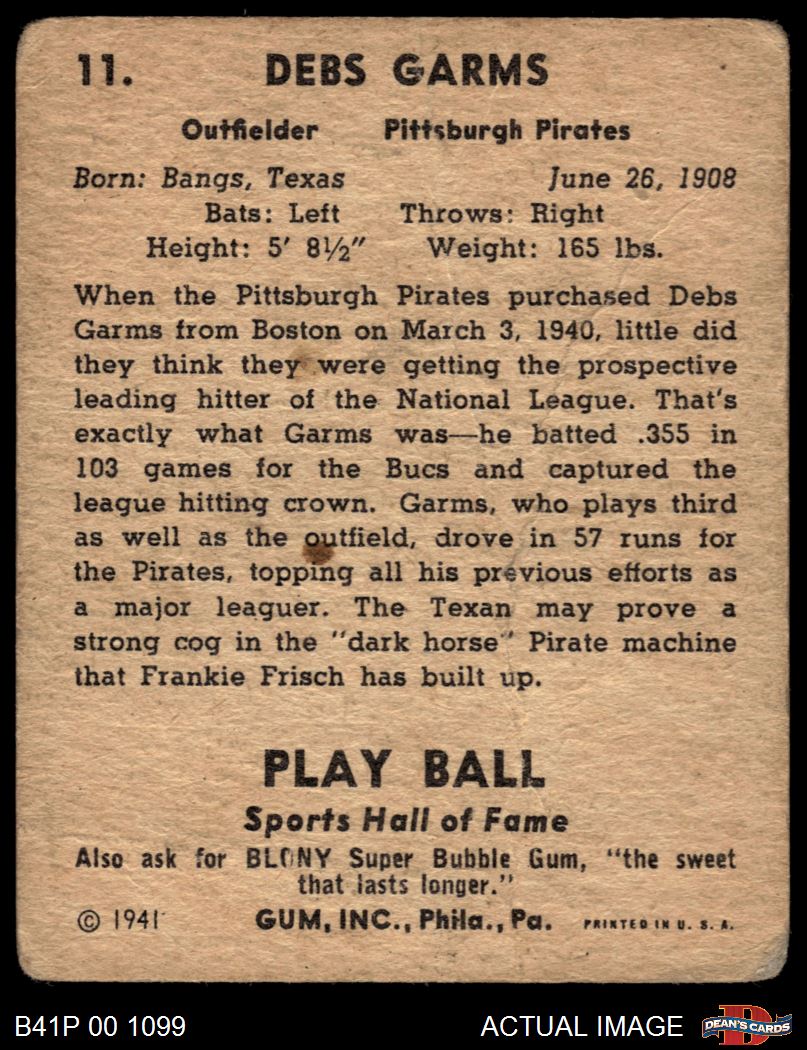 11. DEBS GARMS
Outfielder Pittsburgh Pirates
Born: Bangs, Texas June 26, 1908
Bats: Left Throws: Right
Height: 5' 8½" Weight: 165 lbs.
When the Pittsburgh Pirates purchased Debs
Garms from Boston on March 3, 1940, little did
they think they were getting the prospective
leading hitter of the National League. That's
exactly what Garms was—he batted .355 in
103 games for the Bucs and captured the
league hitting crown. Garms, who plays third
as well as the outfield, drove in 57 runs for
the Pirates, topping all his previous efforts as
a major leaguer. The Texan may prove a
strong cog in the "dark horse" Pirate machine
that Frankie Frisch has built up.
PLAY BALL
Sports Hall of Fame
Also ask for BLONY Super Bubble Gum, "the sweet
that lasts longer."
© 1941 GUM, INC., Phila., Pa. PRINTED IN U. S. A.
B41P 00 1099 ACTUAL IMAGE D DEAN'S CARDS